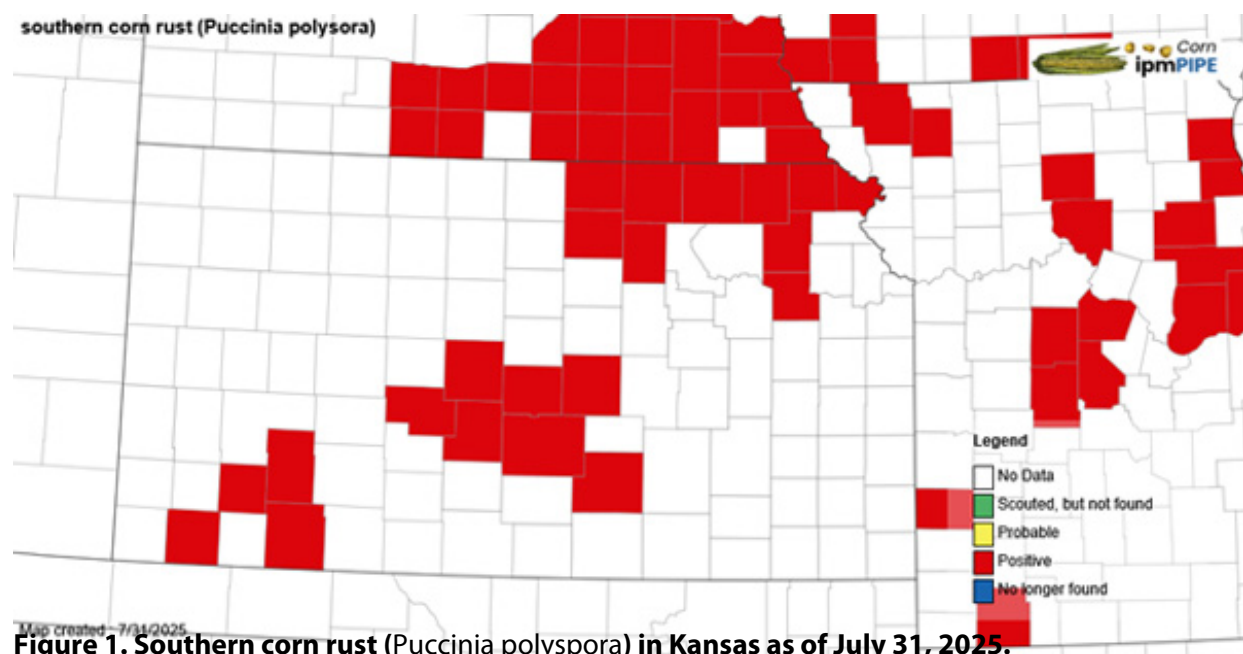 southern corn rust (Puccinia polysora)
Corn
ipmPIPE
Legend
No Data
Scouted, but not found
Probable
Positive
No longer found
Map created 7/31/2025
Figure 1. Southern corn rust (Puccinia polyspora) in Kansas as of July 31, 2025.